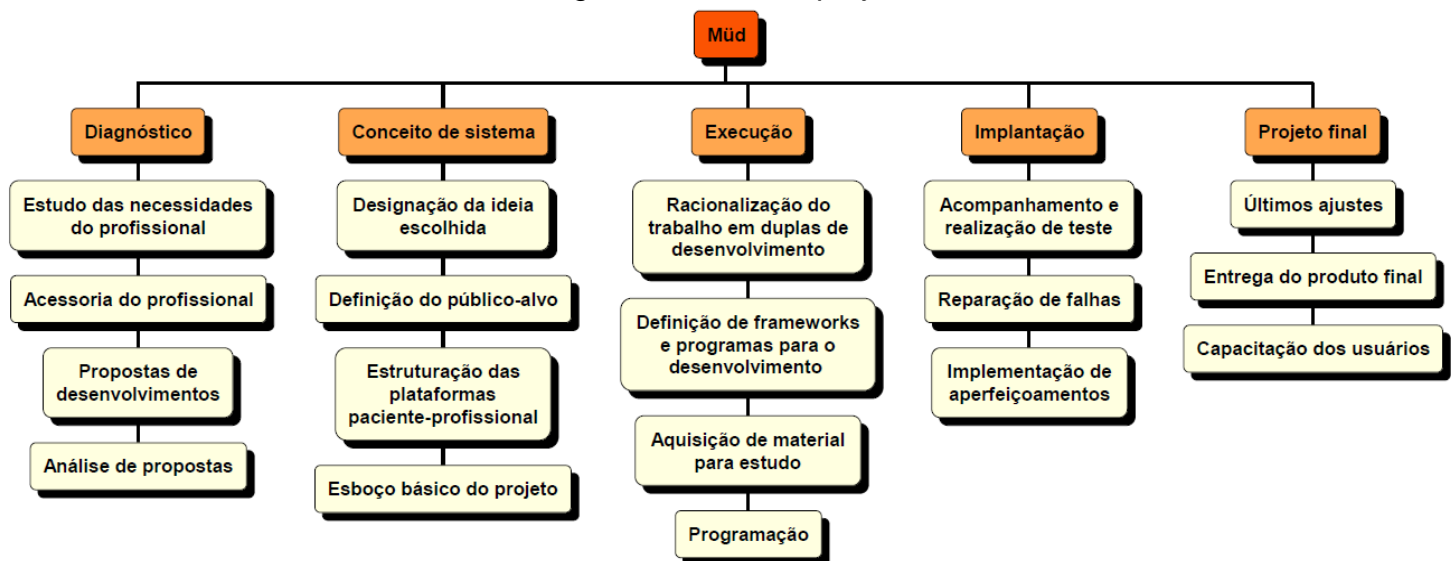 Müd
Diagnóstico
Conceito de sistema
Execução
Implantação
Projeto final
Estudo das necessidades
do profissional
Acessoria do profissional
Propostas de
desenvolvimentos
Análise de propostas
Designação da ideia
escolhida
Definição do público-alvo
Estruturação das
plataformas
paciente-profissional
Esboço básico do projeto
Racionalização do
trabalho em duplas de
desenvolvimento
Definição de frameworks
e programas para o
desenvolvimento
Aquisição de material
para estudo
Programação
Acompanhamento e
realização de teste
Reparação de falhas
Implementação de
aperfeiçoamentos
Últimos ajustes
Entrega do produto final
Capacitação dos usuários